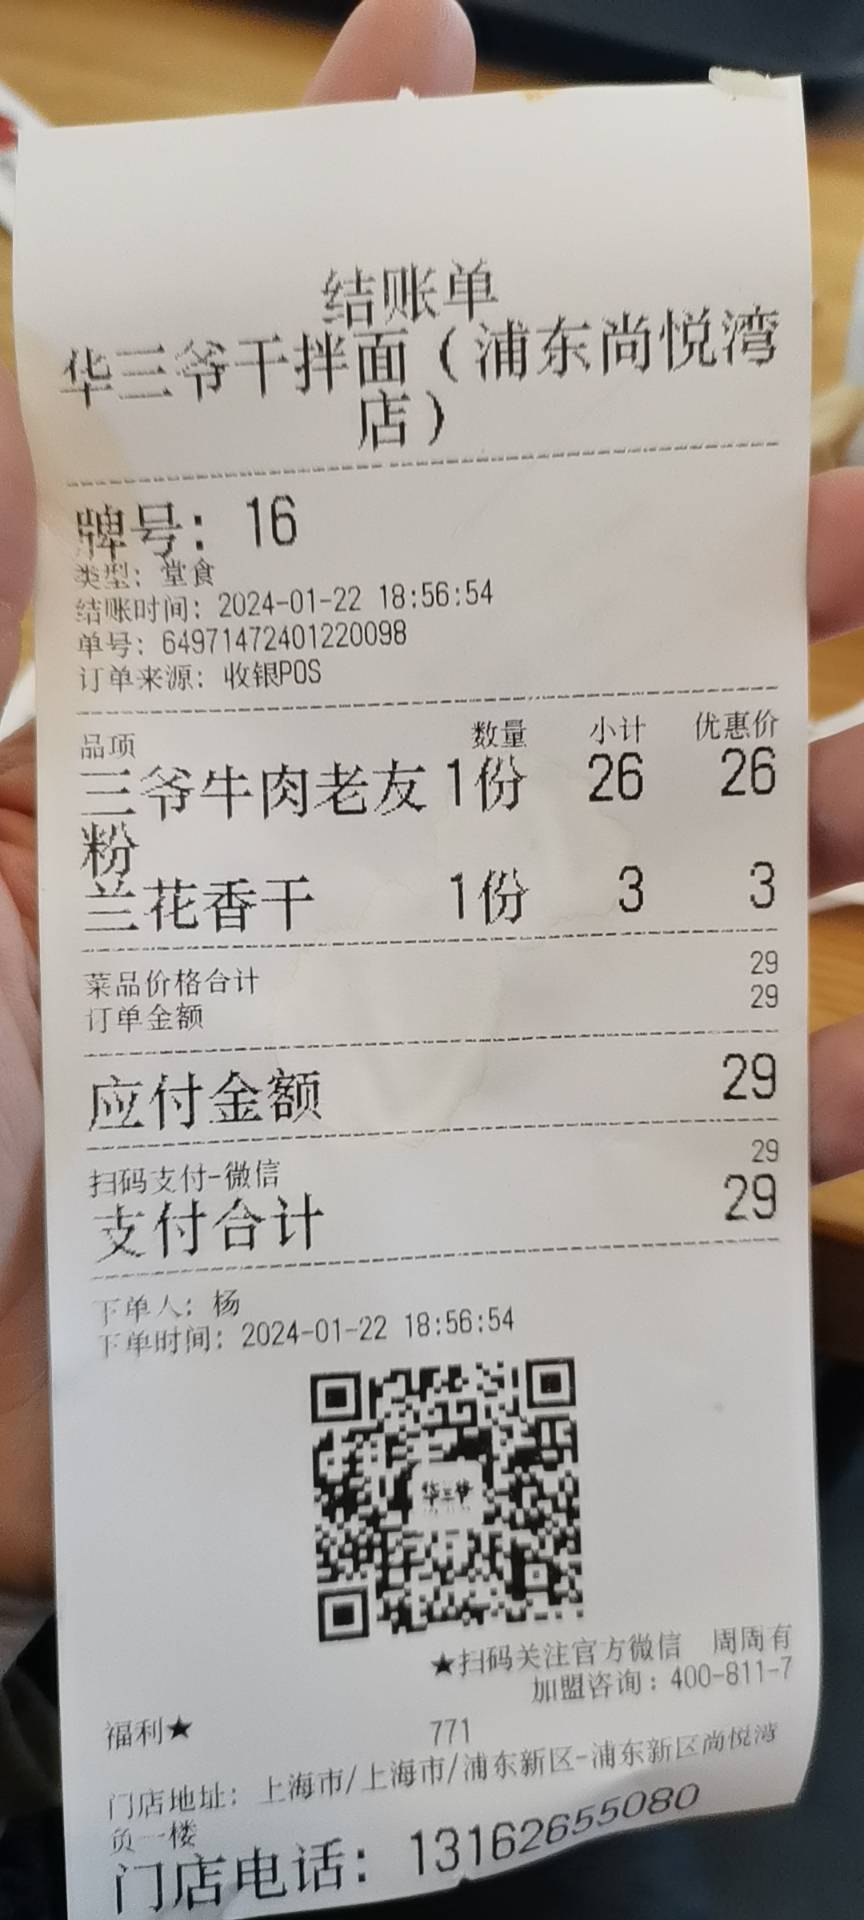 结账单
华三爷干拌面（浦东尚悦湾
店）
牌号：16
类型：堂食
结账时间：2024-01-22 18:56:54
单号：64971472401220098
订单来源：收银POS
品项 数量 小计 优惠价
三爷牛肉老友 1份 26 26
粉
兰花香干 1份 3 3
菜品价格合计 29
订单金额 29
应付金额 29
扫码支付-微信 29
支付合计 29
下单人：杨
下单时间：2024-01-22 18:56:54
华三爷
★扫码关注官方微信 周周有
加盟咨询：400-811-7
福利★ 771
门店地址：上海市/上海市/浦东新区-浦东新区尚悦湾
负一楼
门店电话：13162655080